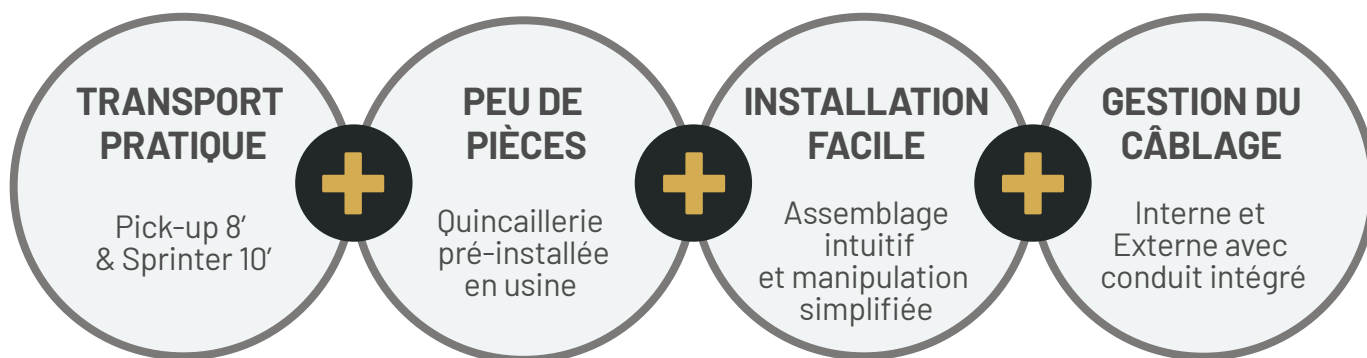 TRANSPORT
PRATIQUE
Pick-up 8’
& Sprinter 10’
PEU DE
PIÈCES
Quincaillerie
pré-installée
en usine
INSTALLATION
FACILE
Assemblage
intuitif
et manipulation
simplifiée
GESTION DU
CÂBLAGE
Interne et
Externe avec
conduit intégré